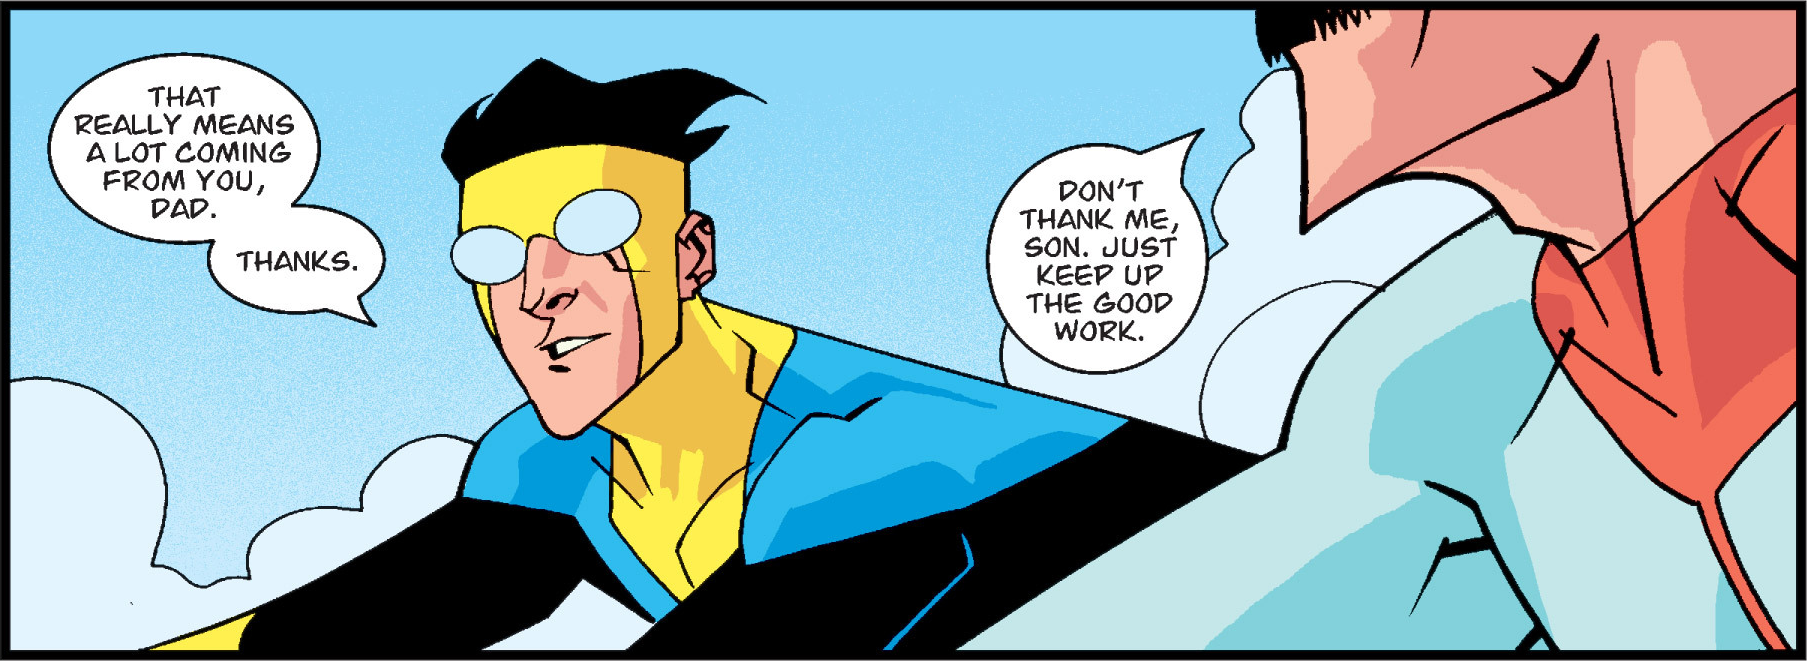 THAT
REALLY MEANS
A LOT COMING
FROM YOU,
DAD.
THANKS.
DON'T
THANK ME,
SON. JUST
KEEP UP
THE GOOD
WORK.